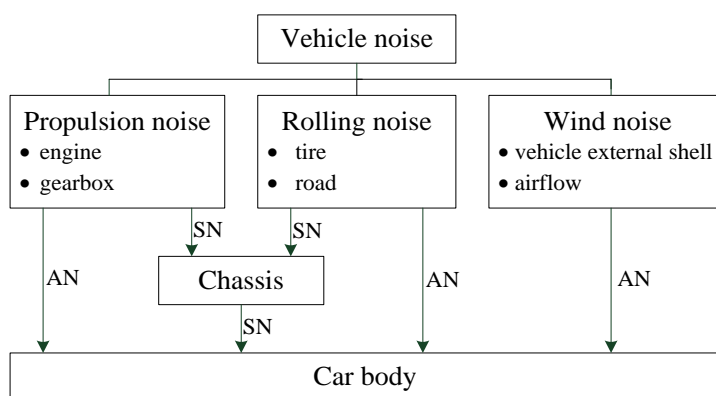 Vehicle noise
Propulsion noise
• engine
• gearbox
Rolling noise
• tire
• road
Wind noise
• vehicle external shell
• airflow
SN
SN
AN
Chassis
AN
AN
SN
Car body